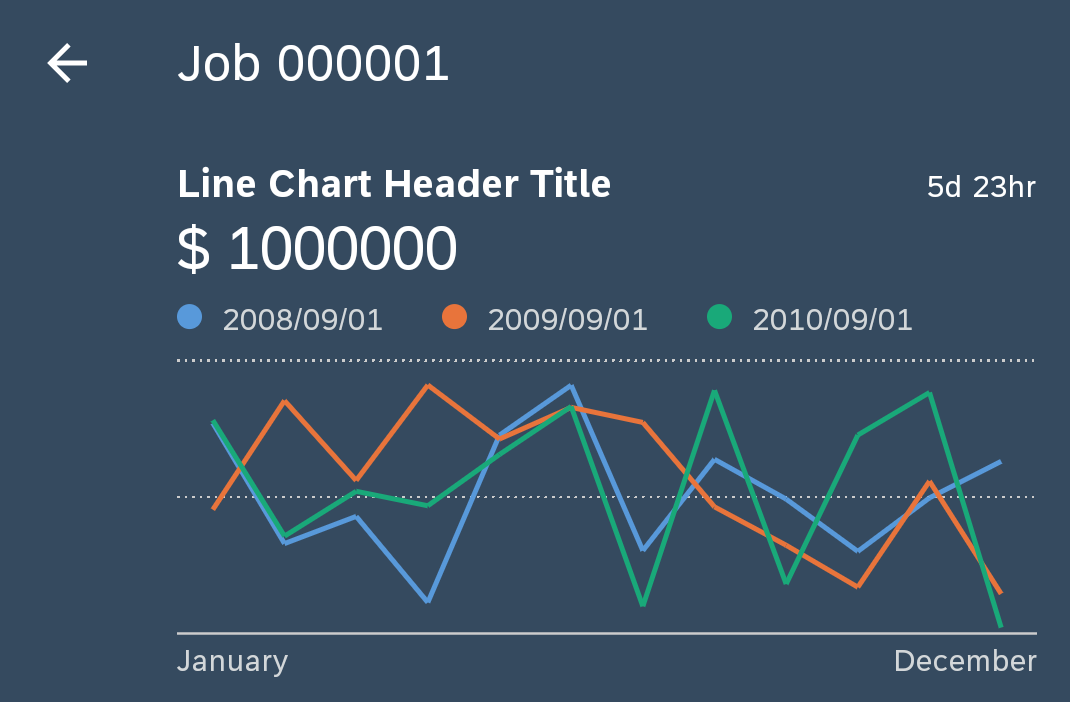 Job 000001
Line Chart Header Title 5d 23hr
$ 1000000
2008/09/01 2009/09/01 2010/09/01
January December